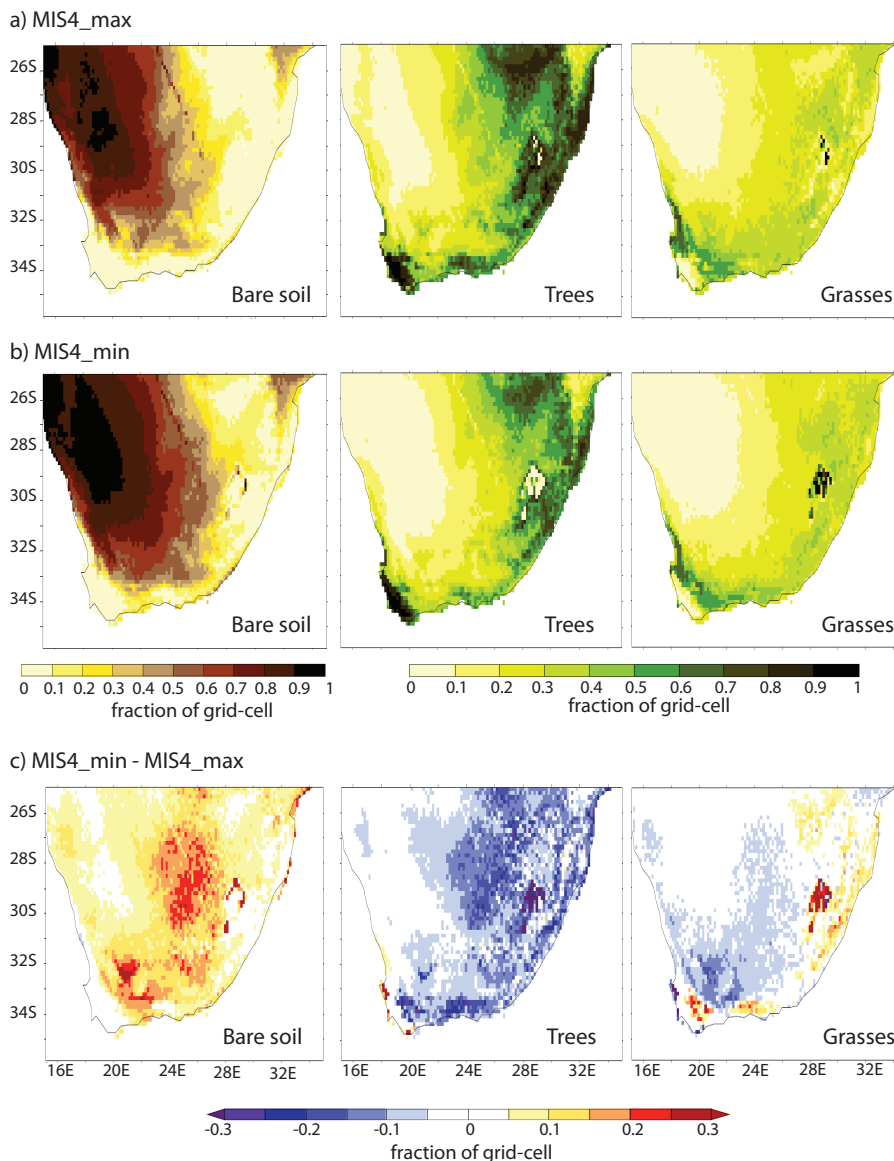 a) MIS4_max
26S
28S
30S
32S
34S
Bare soil
Trees
Grasses
b) MIS4_min
26S
28S
30S
32S
34S
Bare soil
Trees
Grasses
0 0.1 0.2 0.3 0.4 0.5 0.6 0.7 0.8 0.9 1
fraction of grid-cell
0 0.1 0.2 0.3 0.4 0.5 0.6 0.7 0.8 0.9 1
fraction of grid-cell
c) MIS4_min - MIS4_max
26S
28S
30S
32S
34S
Bare soil
Trees
Grasses
16E 20E 24E 28E 32E
16E 20E 24E 28E 32E
16E 20E 24E 28E 32E
-0.3 -0.2 -0.1 0 0.1 0.2 0.3
fraction of grid-cell